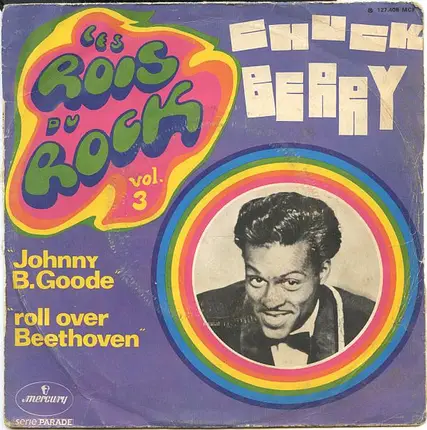 LES
ROIS
DU
ROCK
vol.
3
CHUCK
BERRY
"Johnny
B.Goode
"roll over
Beethoven"
mercury
série PARADE